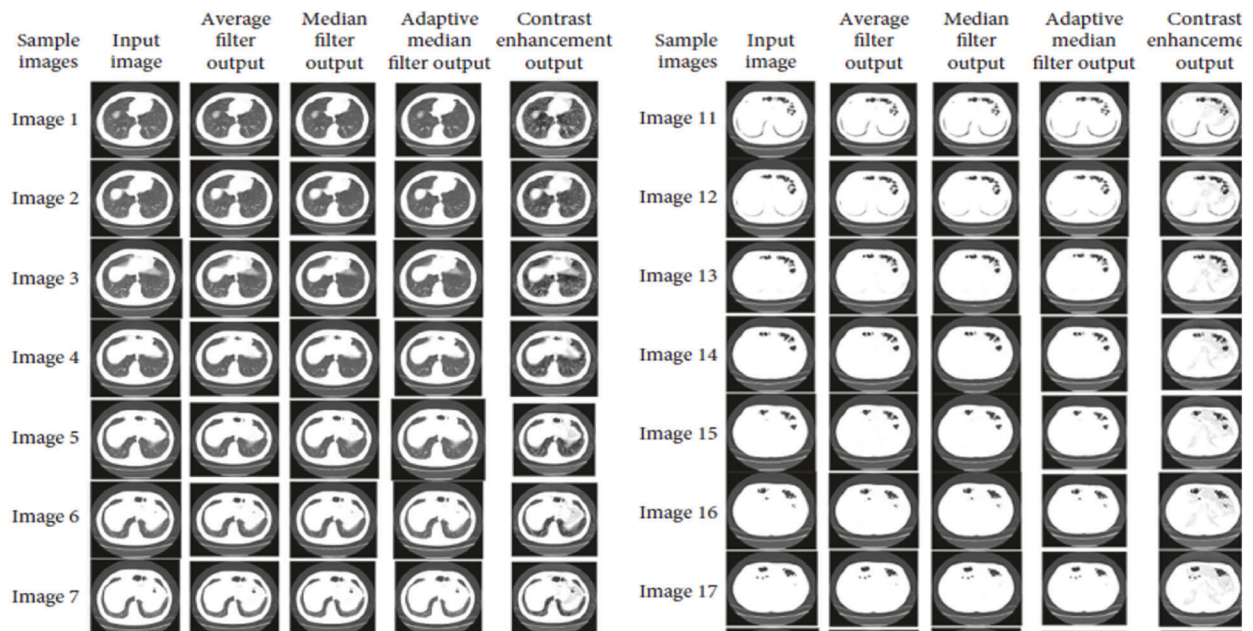 Sample
images
Input
image
Average
filter
output
Median
filter
output
Adaptive
median
filter output
Contrast
enhancement
output
Image 1
Image 2
Image 3
Image 4
Image 5
Image 6
Image 7
Sample
images
Input
image
Average
filter
output
Median
filter
output
Adaptive
median
filter output
Contrast
enhanceme
output
Image 11
Image 12
Image 13
Image 14
Image 15
Image 16
Image 17